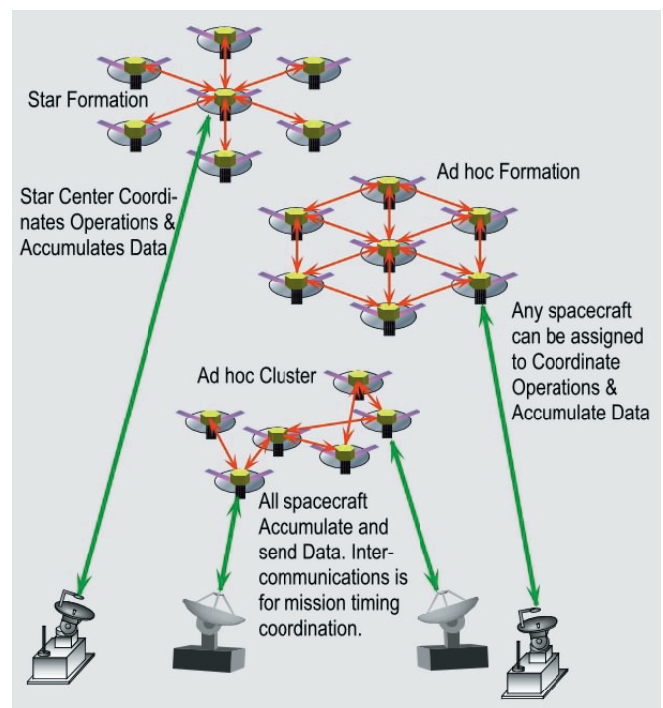 Star Formation
Star Center Coordi-
nates Operations &
Accumulates Data
Ad hoc Formation
Any spacecraft
can be assigned
to Coordinate
Operations &
Accumulate Data
Ad hoc Cluster
All spacecraft
Accumulate and
send Data. Inter-
communications is
for mission timing
coordination.